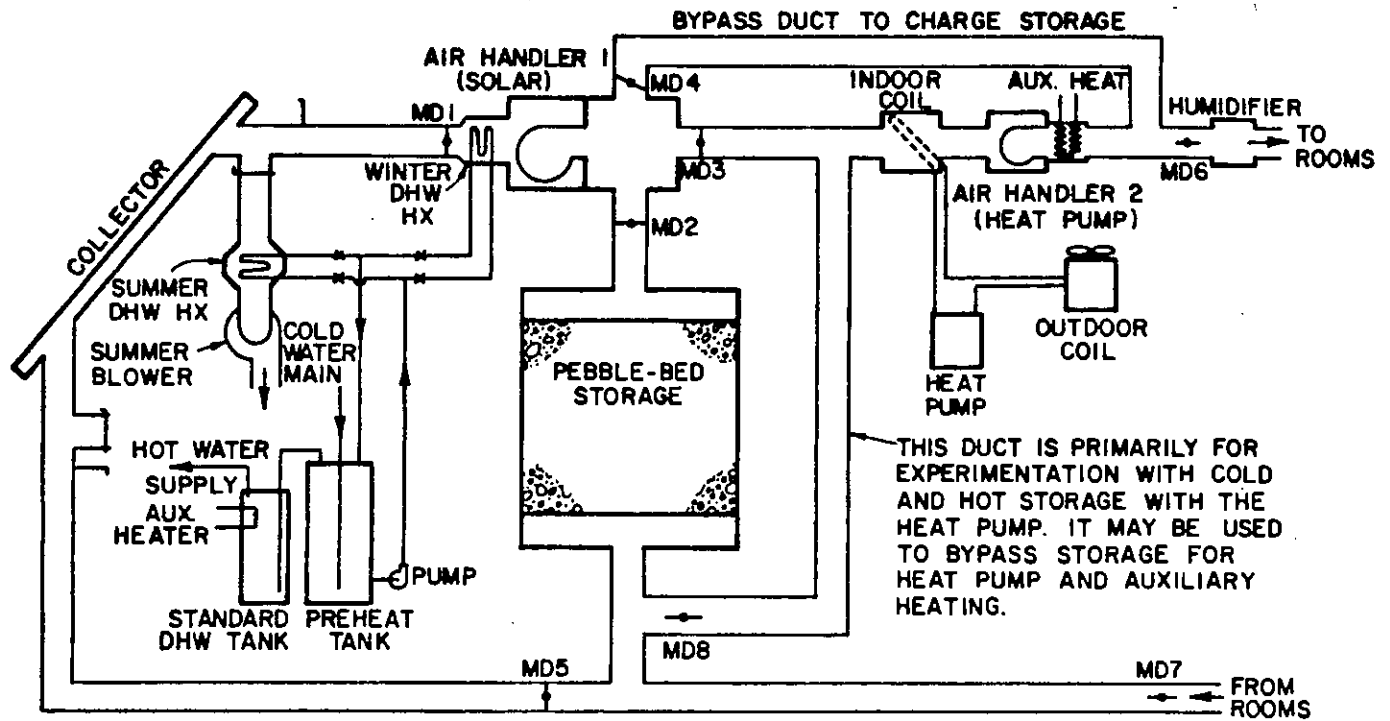 BYPASS DUCT TO CHARGE STORAGE
AIR HANDLER 1
(SOLAR)
MD4
INDOOR
COIL
AUX. HEAT
HUMIDIFIER
MD1
TO
ROOMS
WINTER
DHW
HX
MD3
MD6
AIR HANDLER 2
(HEAT PUMP)
COLLECTOR
MD2
SUMMER
DHW HX
SUMMER
BLOWER
COLD
WATER
MAIN
OUTDOOR
COIL
HEAT
PUMP
PEBBLE-BED
STORAGE
HOT WATER
SUPPLY
AUX.
HEATER
PUMP
STANDARD
DHW TANK
PREHEAT
TANK
THIS DUCT IS PRIMARILY FOR
EXPERIMENTATION WITH COLD
AND HOT STORAGE WITH THE
HEAT PUMP. IT MAY BE USED
TO BYPASS STORAGE FOR
HEAT PUMP AND AUXILIARY
HEATING.
MD8
MD5
MD7
FROM
ROOMS